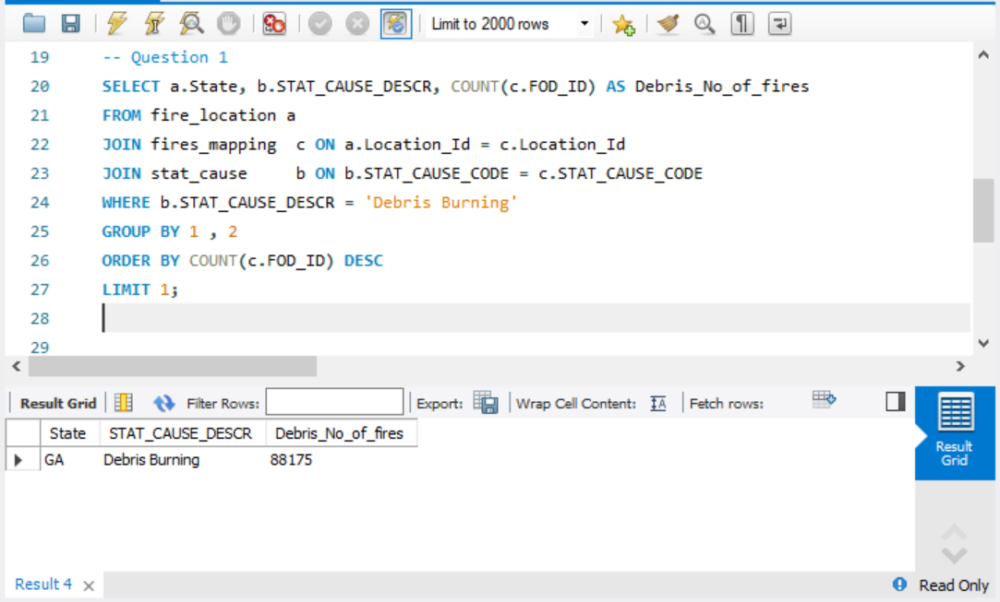 Limit to 2000 rows
19 -- Question 1
20 SELECT a.State, b.STAT_CAUSE_DESCR, COUNT(c.FOD_ID) AS Debris_No_of_fires
21 FROM fire_location a
22 JOIN fires_mapping  c ON a.Location_Id = c.Location_Id
23 JOIN stat_cause     b ON b.STAT_CAUSE_CODE = c.STAT_CAUSE_CODE
24 WHERE b.STAT_CAUSE_DESCR = 'Debris Burning'
25 GROUP BY 1 , 2
26 ORDER BY COUNT(c.FOD_ID) DESC
27 LIMIT 1;
28
29
Result Grid Filter Rows: Export: Wrap Cell Content: IA Fetch rows:
State STAT_CAUSE_DESCR Debris_No_of_fires
GA Debris Burning 88175
Result
Grid
Result 4 Read Only